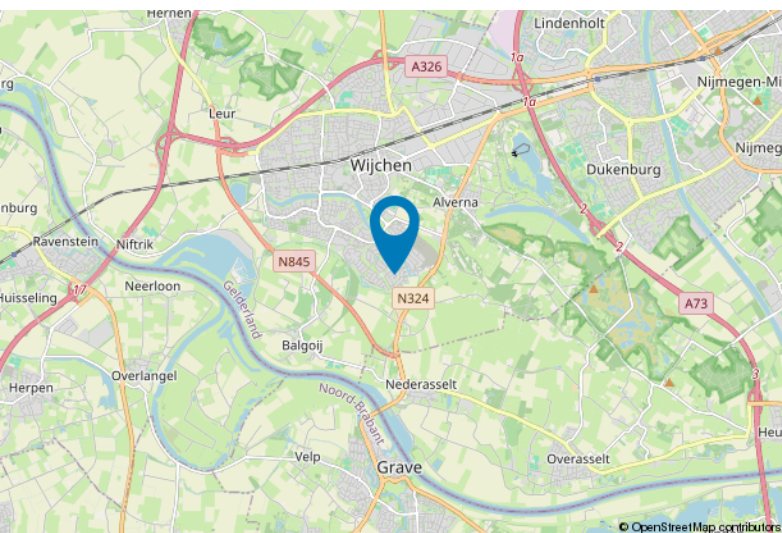 Hernen
Lindenholt
1a
A326
Nijmegen-Mi
rg
1a
Leur
Nijmeg
Wijchen
Dukenburg
Alverna
nburg
2
Ravenstein
Niftrik
2
N845
Neerloon
17
Huisseling
Gelderland
N324
A73
Balgoij
3
Overlangel
Herpen
Nederasselt
Noord-Brabant
Heu
Velp
Grave
Overasselt
© OpenStreetMap contributors